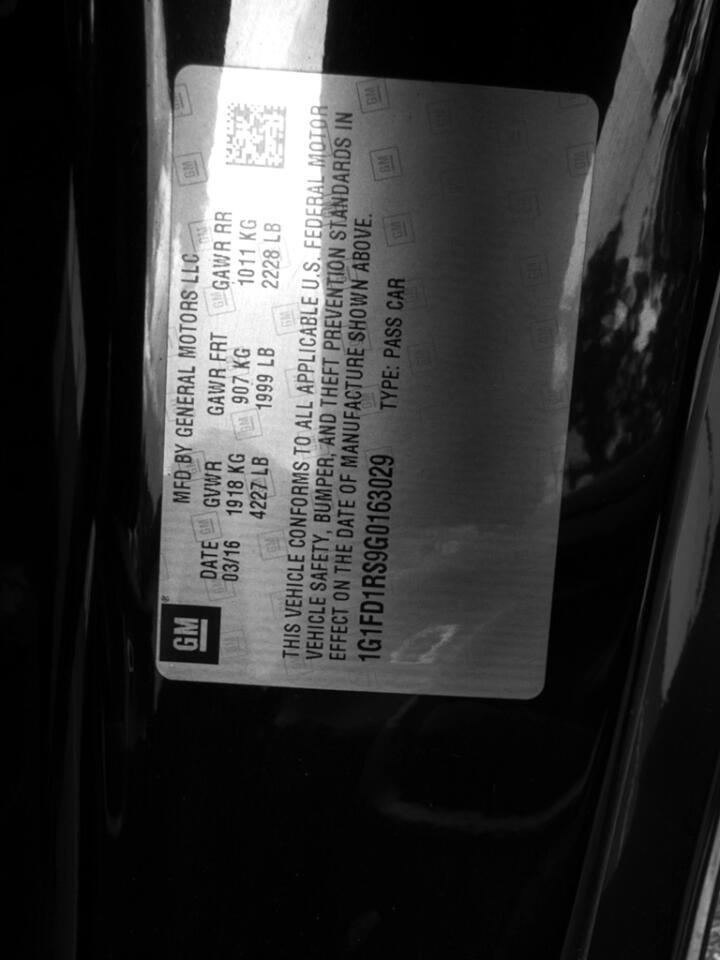 GM
MFD BY GENERAL MOTORS LLC
DATE GVWR GAWR FRT GAWR RR
03/16 1918 KG 907 KG 1011 KG
4227 LB 1999 LB 2228 LB
THIS VEHICLE CONFORMS TO ALL APPLICABLE U.S. FEDERAL MOTOR
VEHICLE SAFETY, BUMPER, AND THEFT PREVENTION STANDARDS IN
EFFECT ON THE DATE OF MANUFACTURE SHOWN ABOVE.
1G1FD1RS9G0163029 TYPE: PASS CAR